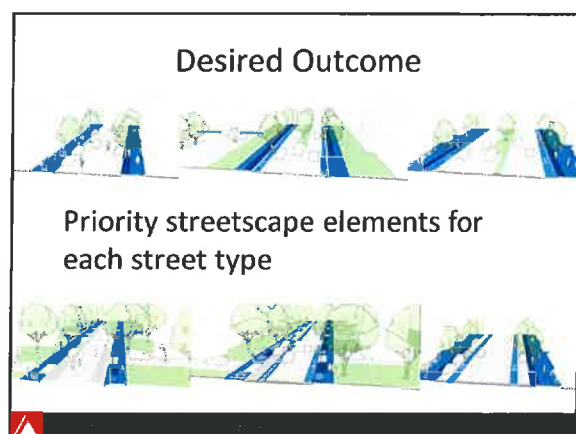 Desired Outcome
Priority streetscape elements for
each street type